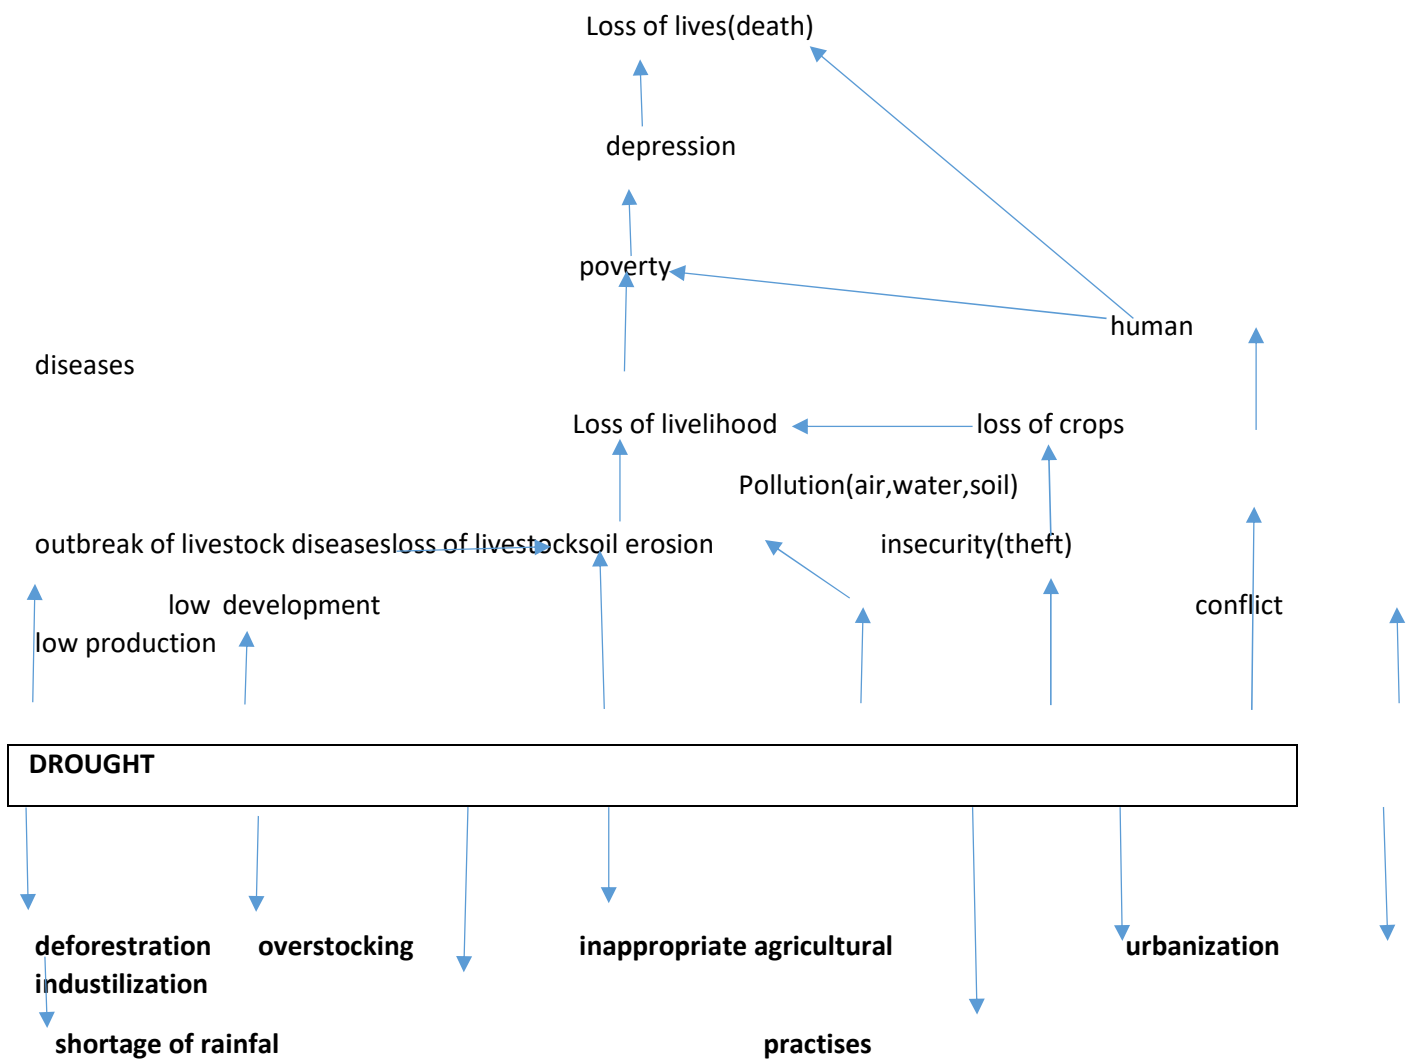 Loss of lives(death)
depression
poverty
human
diseases
Loss of livelihood loss of crops
Pollution(air,water,soil)
outbreak of livestock diseasesloss of livestocksoil erosion insecurity(theft)
low development conflict
low production
DROUGHT
deforestration overstocking inappropriate agricultural urbanization
industilization
shortage of rainfal practises